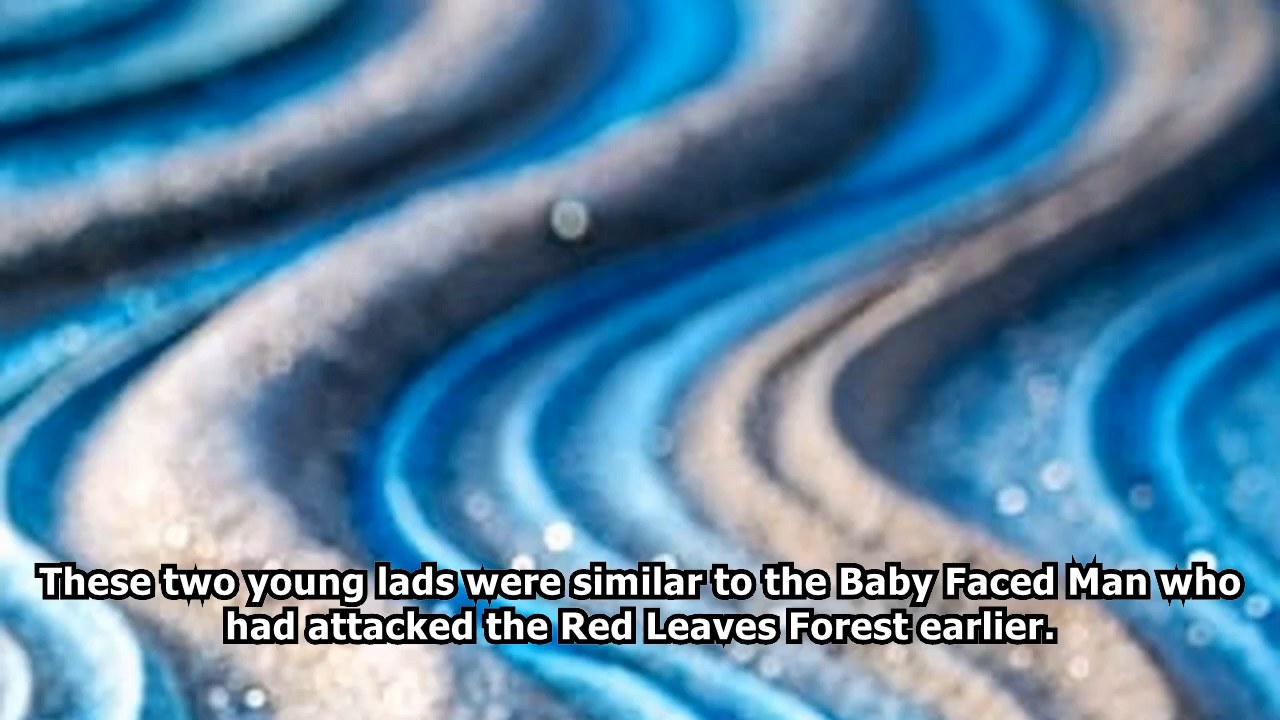 These two young lads were similar to the Baby Faced Man who
had attacked the Red Leaves Forest earlier.